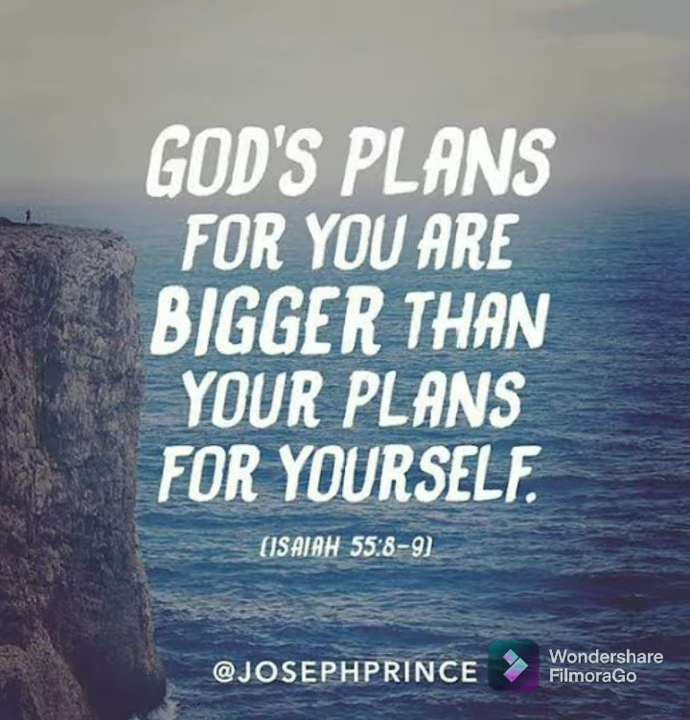 GOD'S PLANS
FOR YOU ARE
BIGGER THAN
YOUR PLANS
FOR YOURSELF.
(ISAIAH 55:8-9)
@JOSEPHPRINCE
Wondershare
FilmoraGo